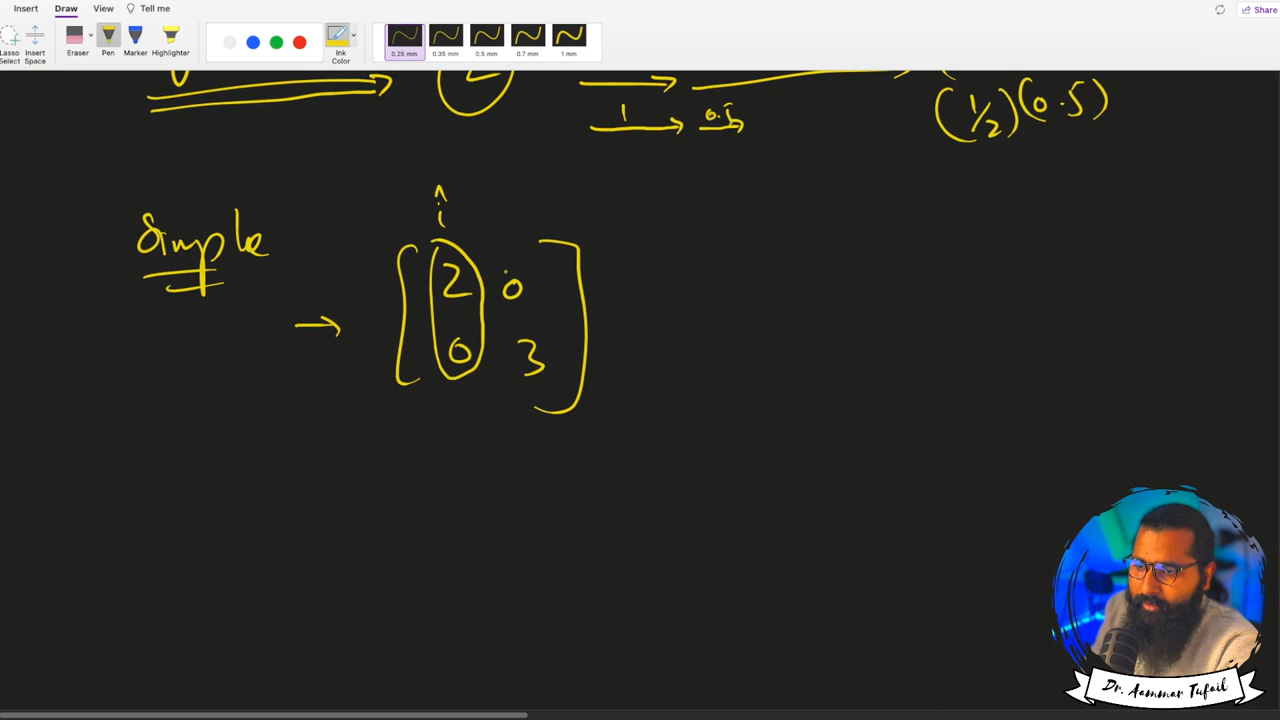 Insert Draw View Tell me Share
Lasso Select Insert Space Eraser Pen Marker Highlighter Ink Color 0.25 mm 0.35 mm 0.5 mm 0.7 mm 1 mm
2
1 0.5 (1/2)(0.5)
î
Simple
→ [2 0
0 3]
Dr. Aammar Tufail